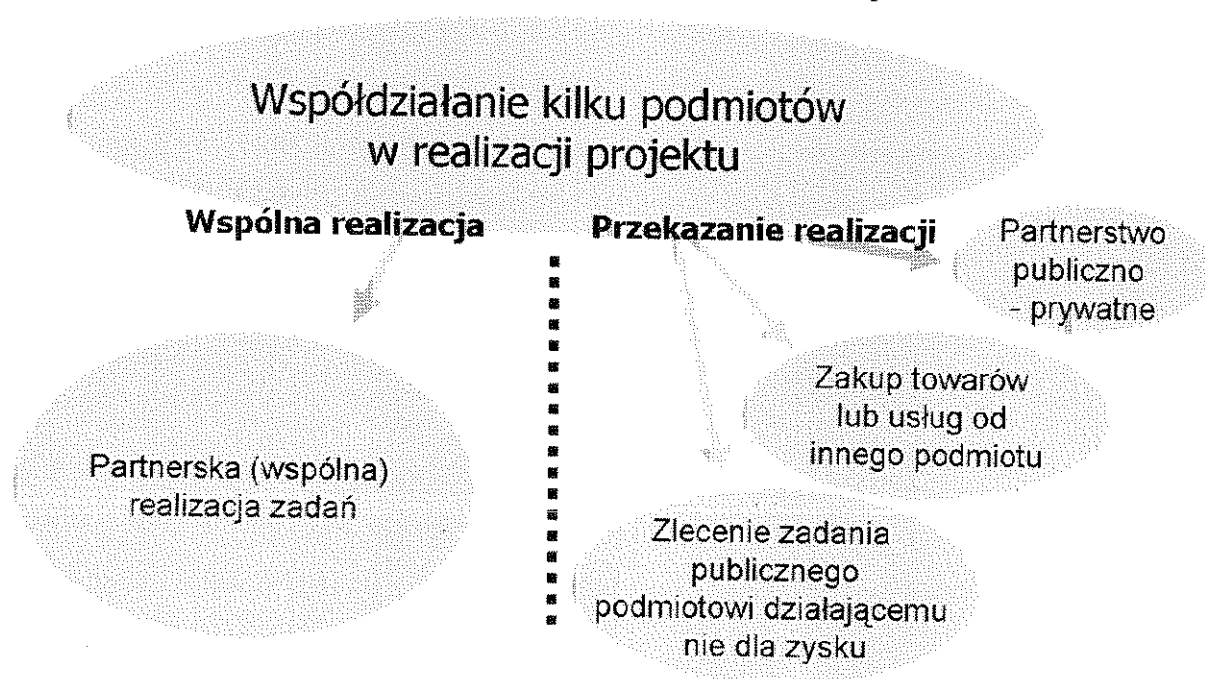 Współdziałanie kilku podmiotów
w realizacji projektu
Wspólna realizacja
Przekazanie realizacji
Partnerstwo
publiczno
- prywatne
Zakup towarów
lub usług od
innego podmiotu
Partnerska (wspólna)
realizacja zadań
Zlecenie zadania
publicznego
podmiotowi działającemu
nie dla zysku